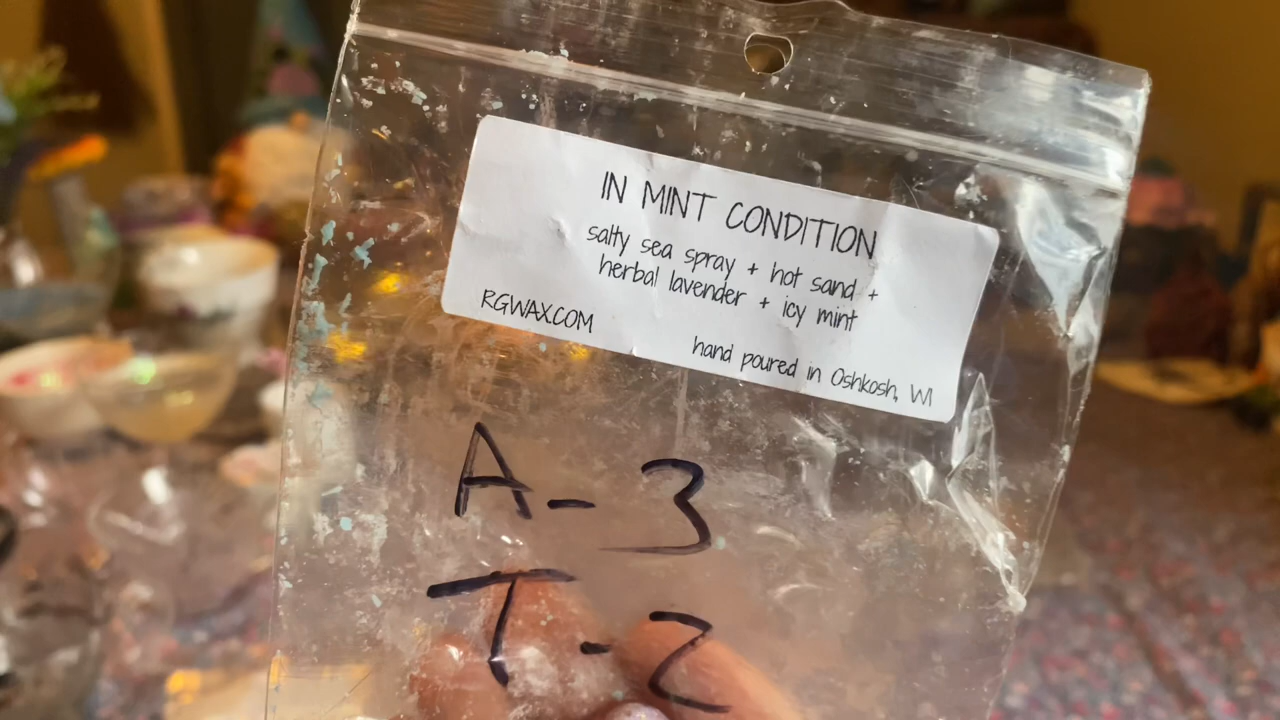 IN MINT CONDITION
salty sea spray + hot sand +
herbal lavender + icy mint
RGWAX.COM
hand poured in Oshkosh, WI
A - 3
T - 2